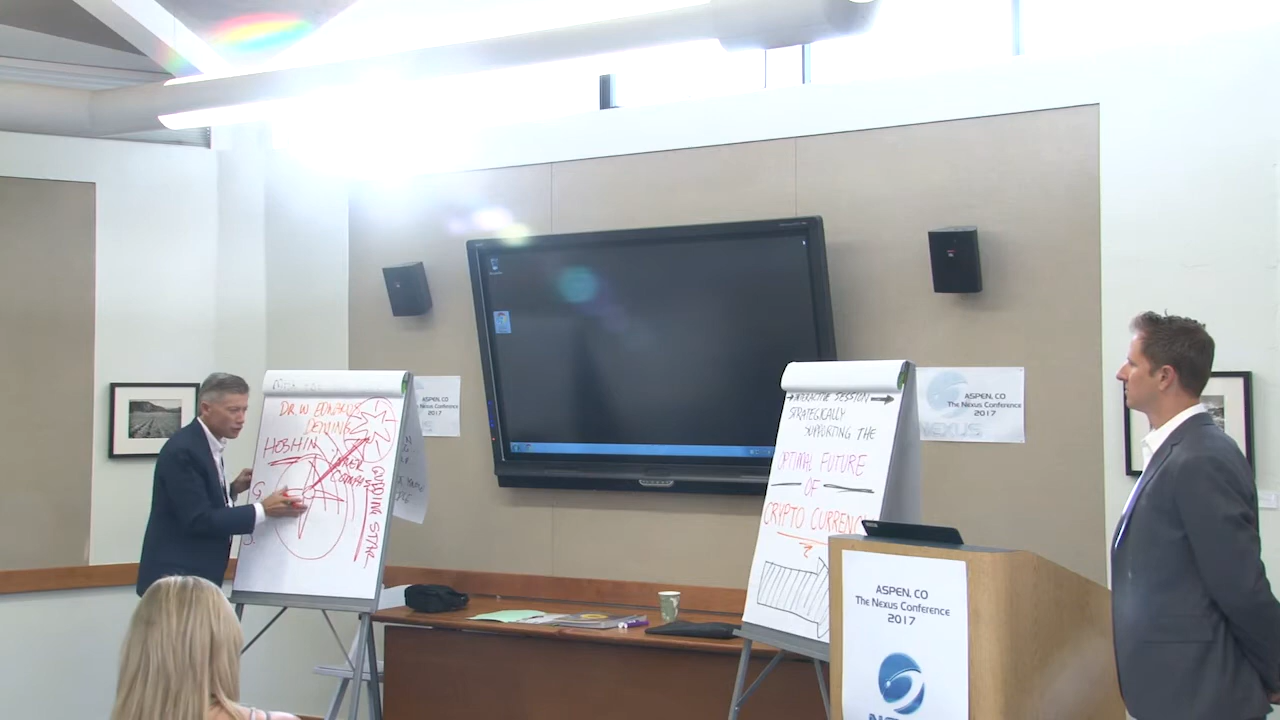 DR W EDWARDS
DEMING
HOSHIN
INNER
COMPASS
GUIDING STAR
ASPEN, CO
The Nexus Conference
2017
→INTERACTIVE SESSION
STRATEGICALLY
SUPPORTING THE
OPTIMAL FUTURE
OF
CRYPTO CURRENCY
ASPEN, CO
The Nexus Conference
2017
NEXUS
ASPEN, CO
The Nexus Conference
2017